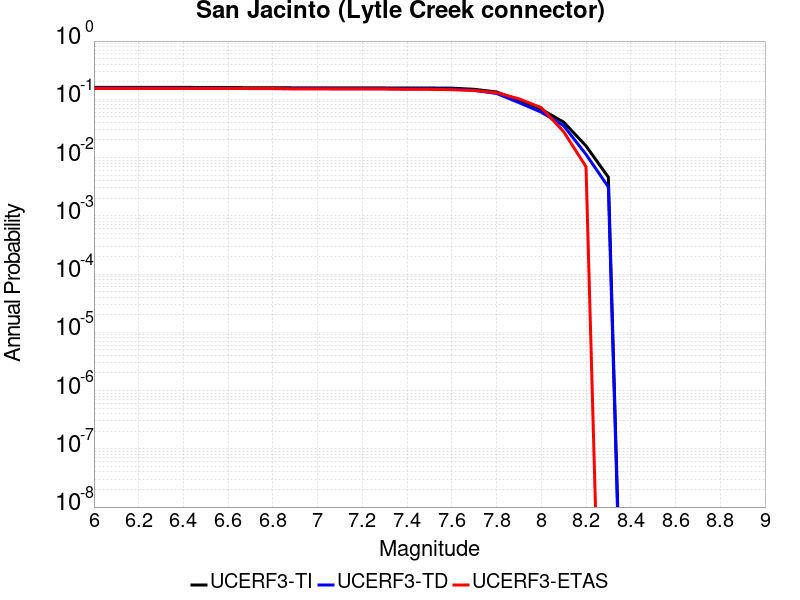 San Jacinto (Lytle Creek connector)
10^0
10^-1
10^-2
10^-3
10^-4
10^-5
10^-6
10^-7
10^-8
Annual Probability
6 6.2 6.4 6.6 6.8 7 7.2 7.4 7.6 7.8 8 8.2 8.4 8.6 8.8 9
Magnitude
UCERF3-TI UCERF3-TD UCERF3-ETAS